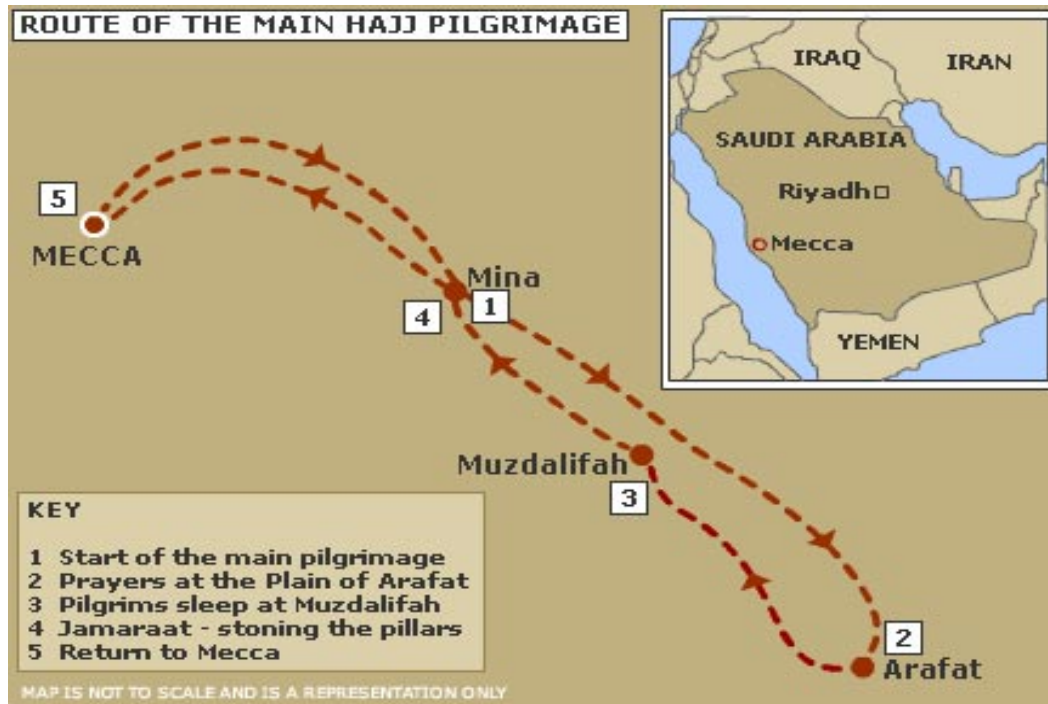 ROUTE OF THE MAIN HAJJ PILGRIMAGE
IRAQ
IRAN
SAUDI ARABIA
Riyadh
Mecca
YEMEN
5
MECCA
Mina
1
4
Muzdalifah
3
2
Arafat
KEY
1 Start of the main pilgrimage
2 Prayers at the Plain of Arafat
3 Pilgrims sleep at Muzdalifah
4 Jamaraat - stoning the pillars
5 Return to Mecca
MAP IS NOT TO SCALE AND IS A REPRESENTATION ONLY